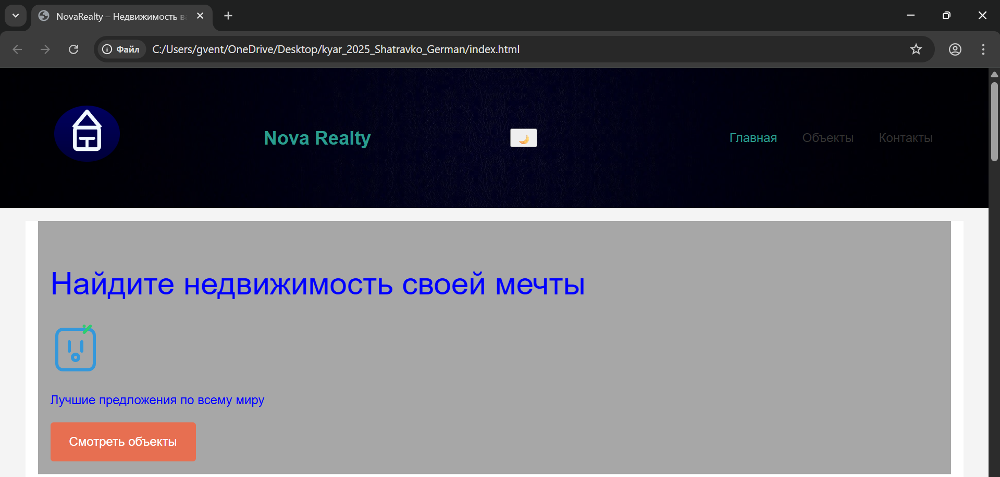 NovaRealty – Недвижимость ва
Файл C:/Users/gvent/OneDrive/Desktop/kyar_2025_Shatravko_German/index.html
Nova Realty
Главная Объекты Контакты
Найдите недвижимость своей мечты
Лучшие предложения по всему миру
Смотреть объекты